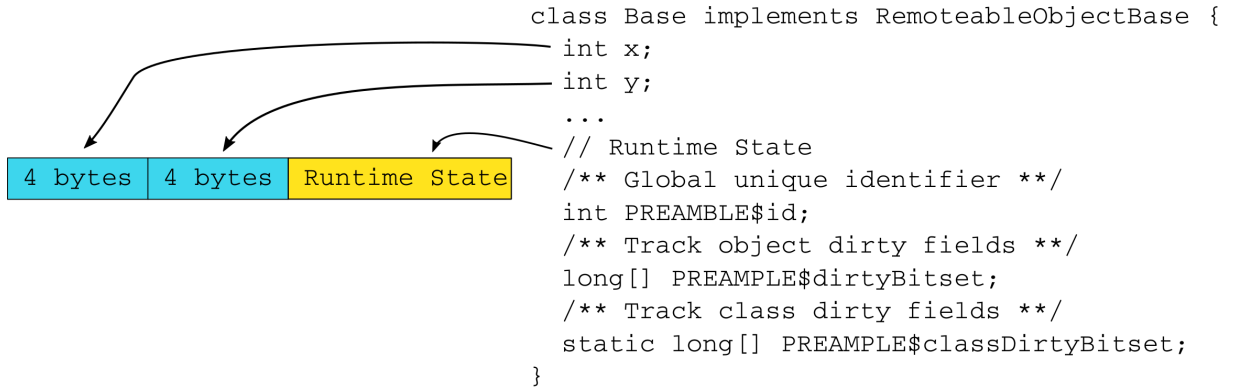 class Base implements RemoteableObjectBase {
int x;
int y;
...
// Runtime State
4 bytes 4 bytes Runtime State
/** Global unique identifier **/
int PREAMBLE$id;
/** Track object dirty fields **/
long[] PREAMPLE$dirtyBitset;
/** Track class dirty fields **/
static long[] PREAMPLE$classDirtyBitset;
}